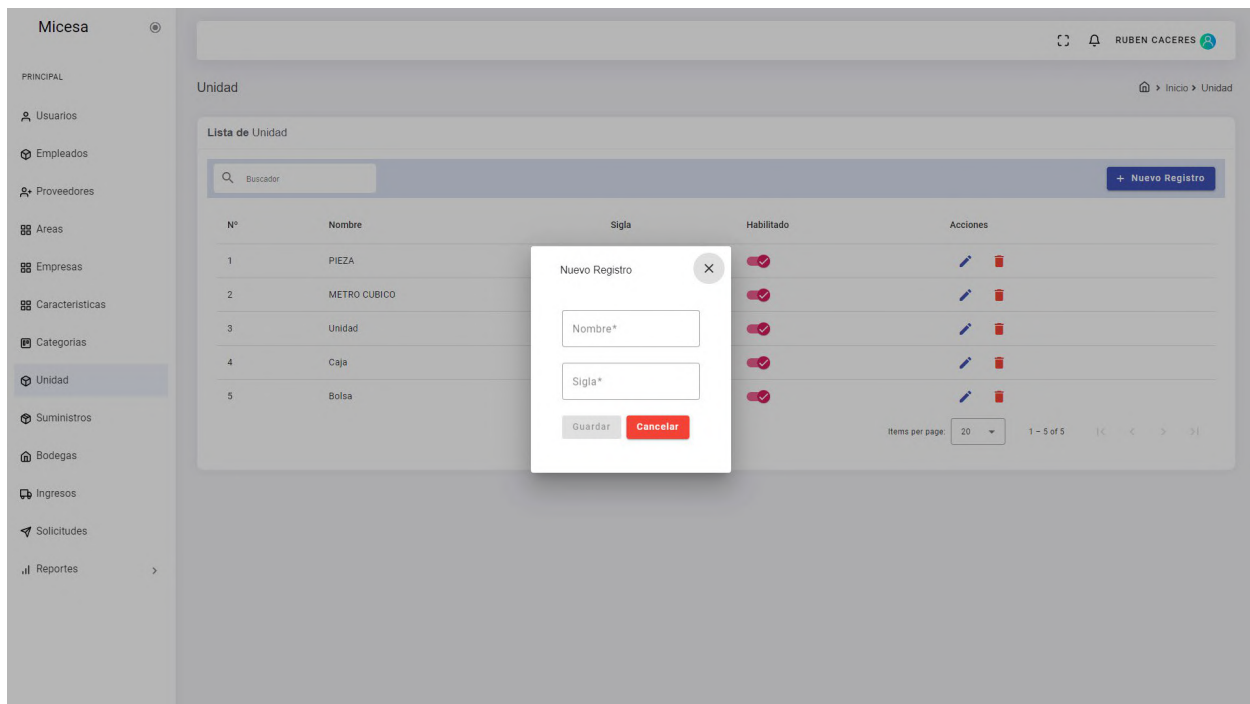 Micesa
RUBEN CACERES
PRINCIPAL
Unidad
Inicio > Unidad
Usuarios
Empleados
Proveedores
Areas
Empresas
Características
Categorias
Unidad
Suministros
Bodegas
Ingresos
Solicitudes
Reportes
Lista de Unidad
Buscador
+ Nuevo Registro
Nº Nombre Sigla Habilitado Acciones
1 PIEZA
2 METRO CUBICO
3 Unidad
4 Caja
5 Bolsa
Items per page: 20 1 – 5 of 5
Nuevo Registro
Nombre*
Sigla*
Guardar Cancelar